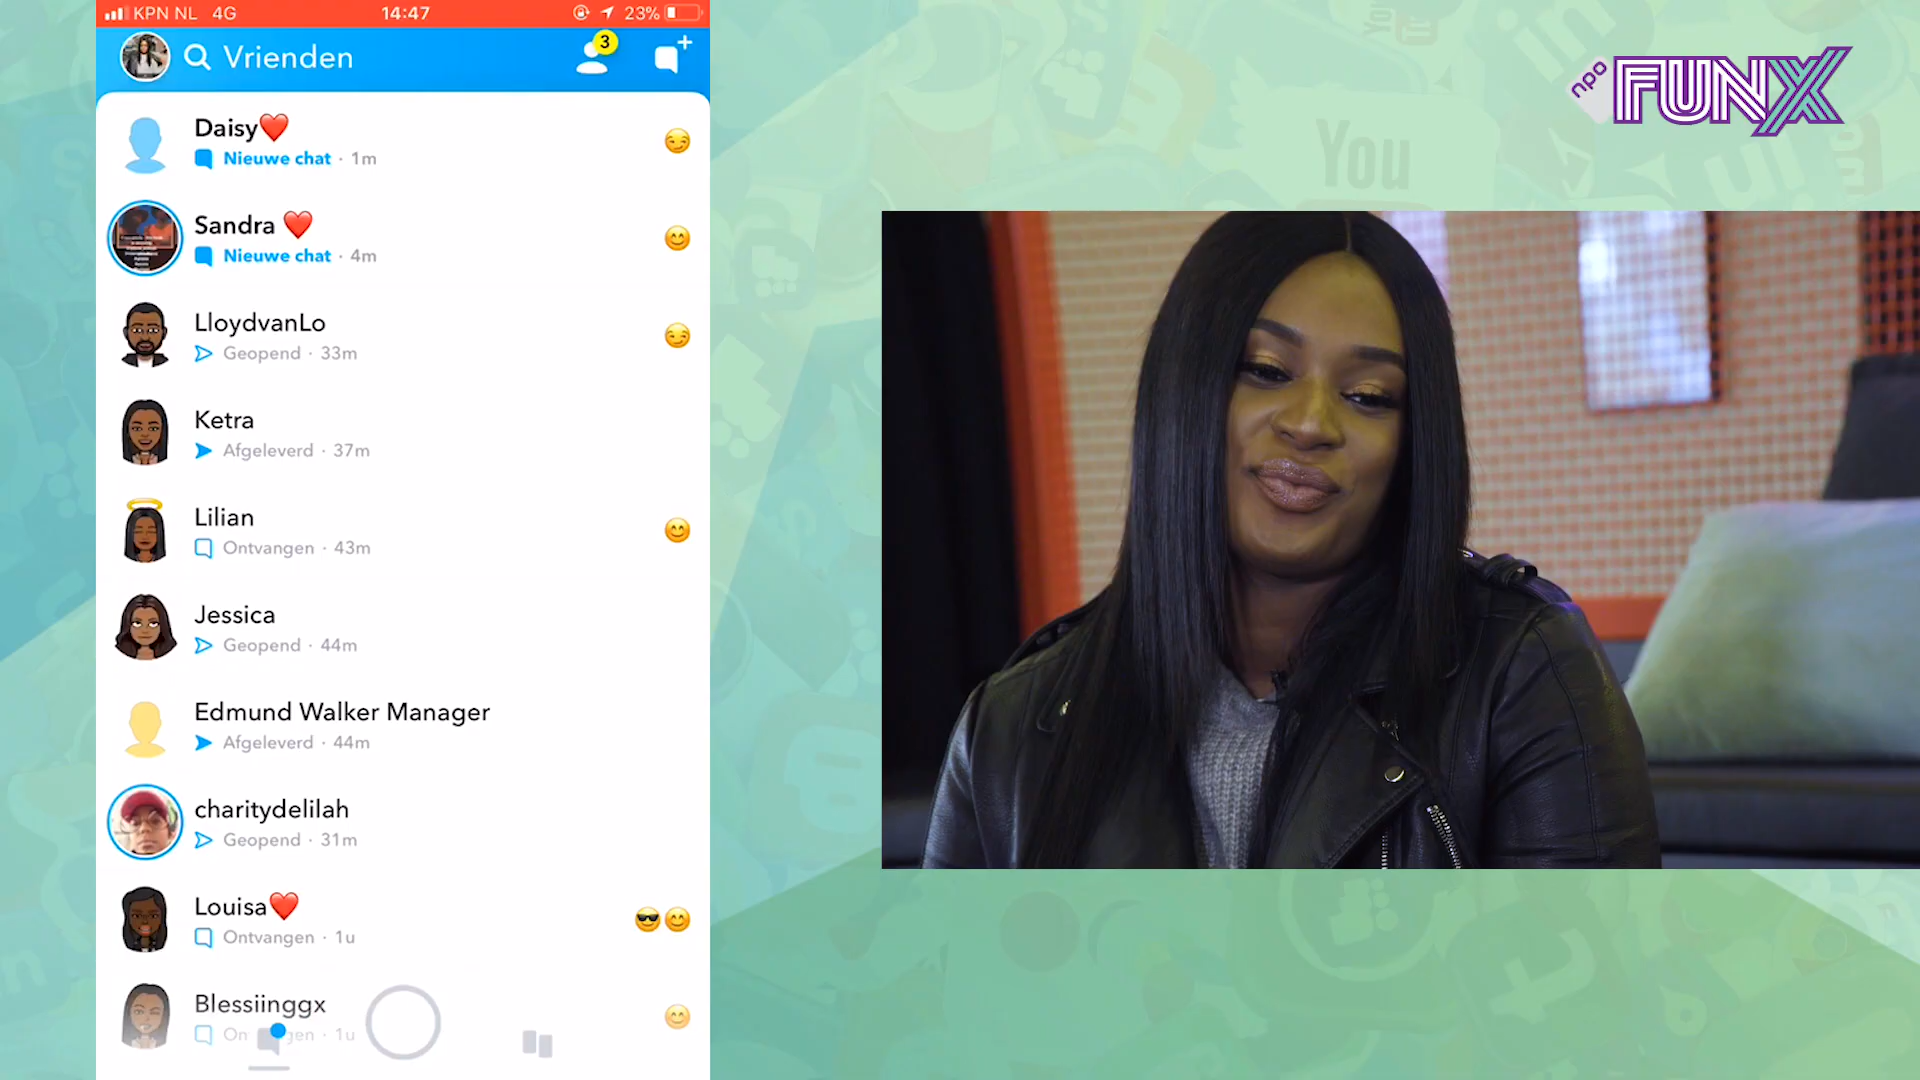 KPN NL 4G 14:47 23%
Vrienden
3
Daisy
Nieuwe chat · 1m
Sandra
Nieuwe chat · 4m
LloydvanLo
Geopend · 33m
Ketra
Afgeleverd · 37m
Lilian
Ontvangen · 43m
Jessica
Geopend · 44m
Edmund Walker Manager
Afgeleverd · 44m
charitydelilah
Geopend · 31m
Louisa
Ontvangen · 1u
Blessiinggx
1u
npo FUNX
You